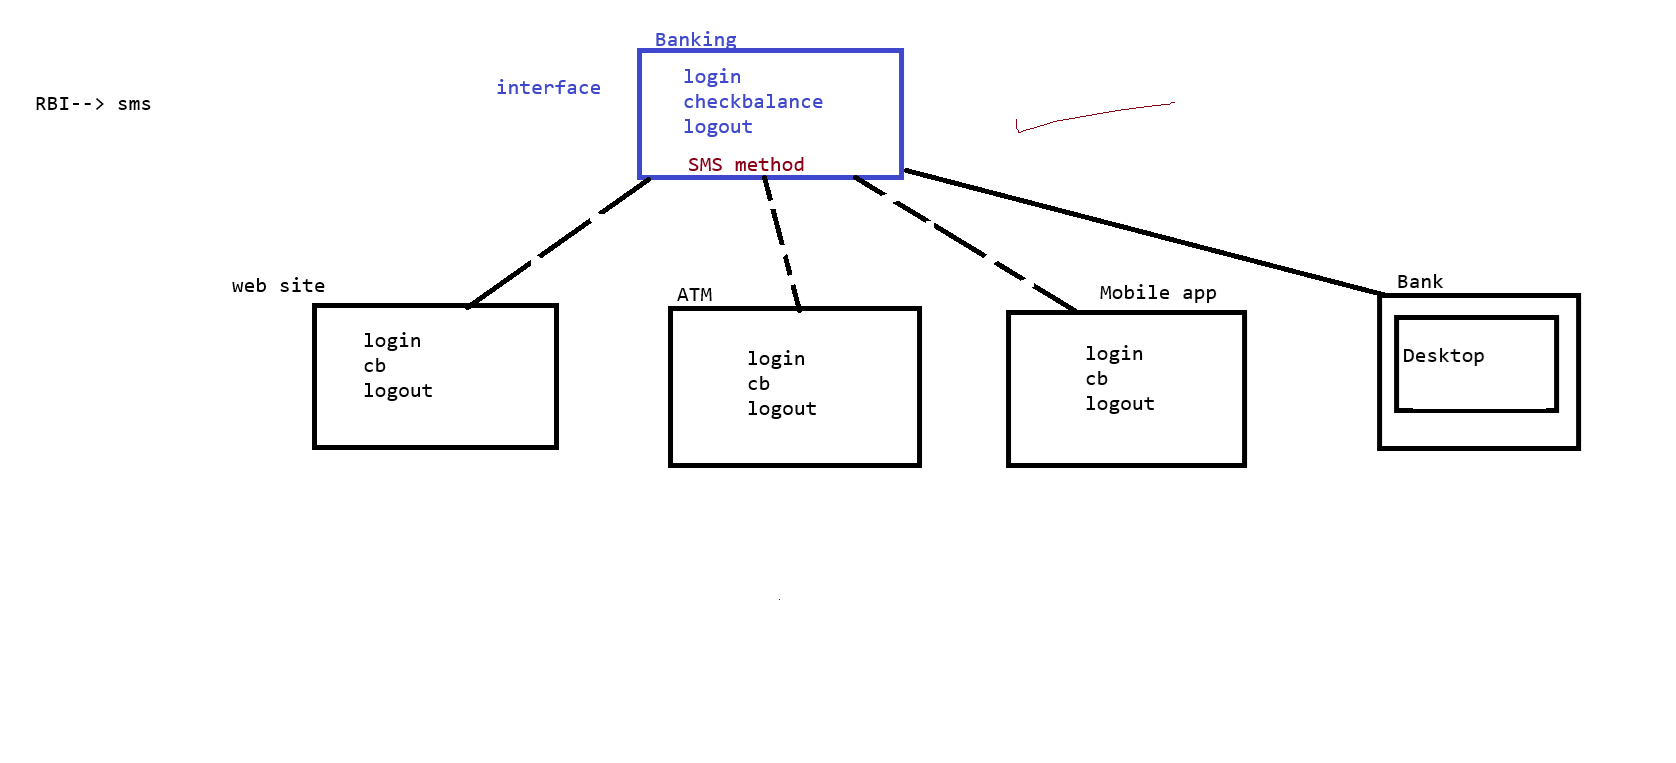 Banking
interface
login
checkbalance
logout
SMS method
RBI--> sms
web site
login
cb
logout
ATM
login
cb
logout
Mobile app
login
cb
logout
Bank
Desktop